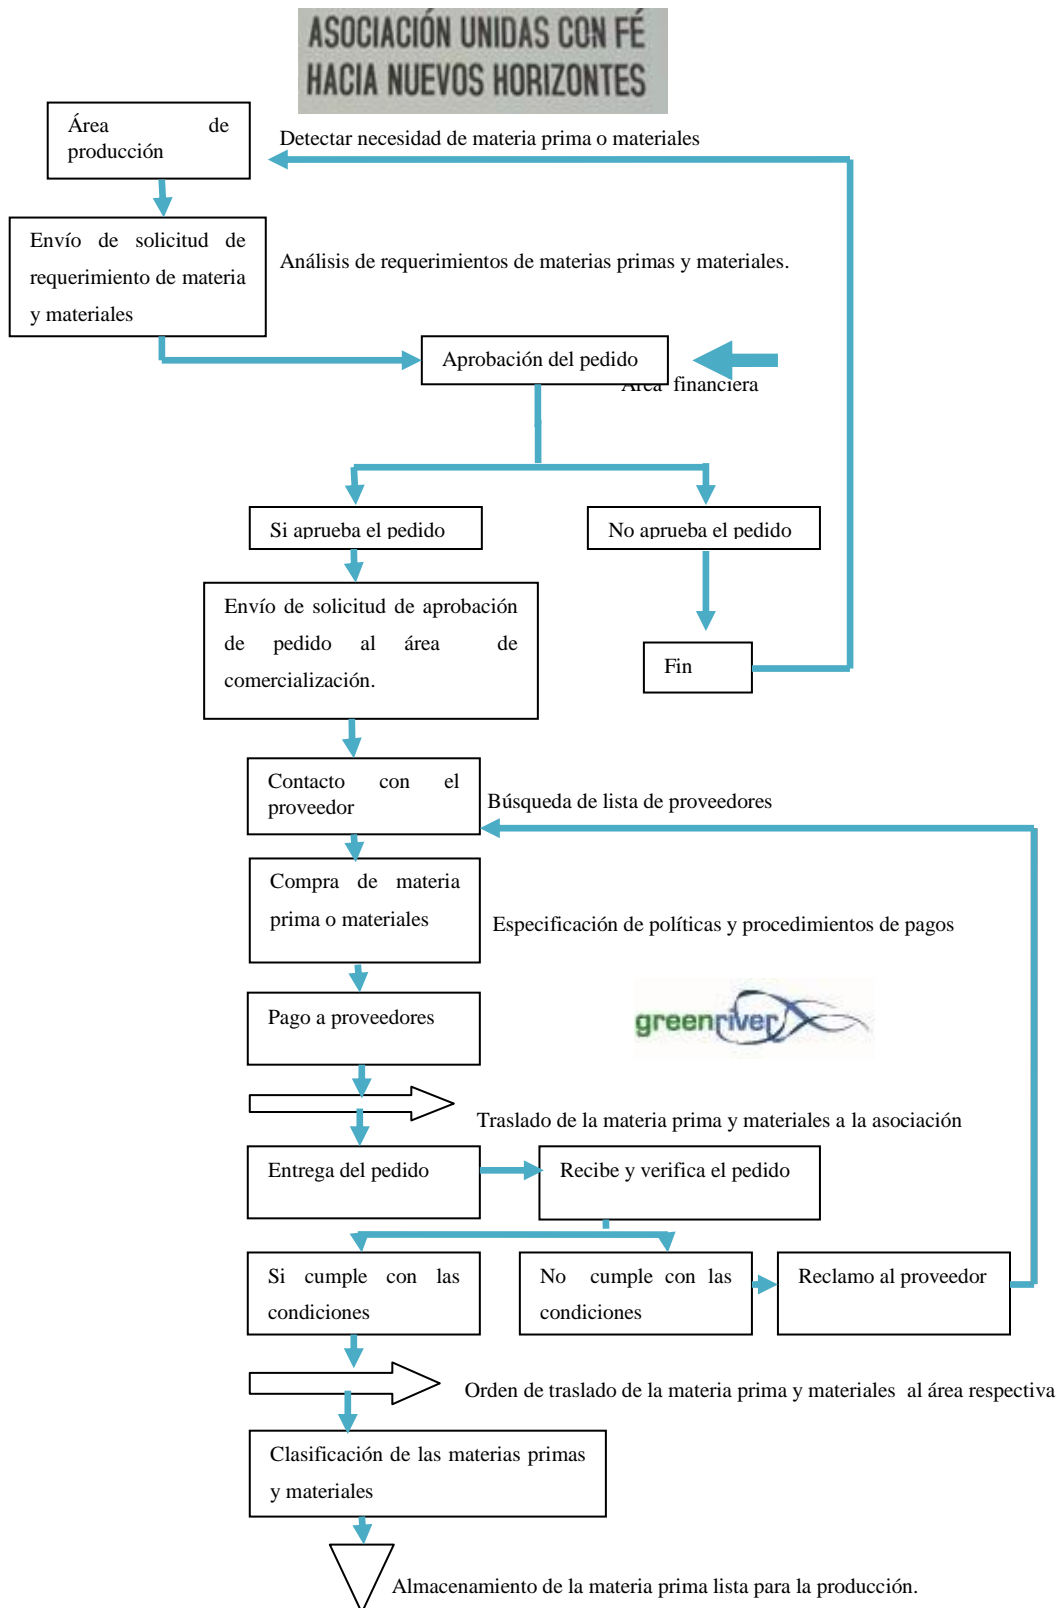 ASOCIACIÓN UNIDAS CON FÉ
HACIA NUEVOS HORIZONTES
Área de
producción
Detectar necesidad de materia prima o materiales
Envío de solicitud de
requerimiento de materia
y materiales
Análisis de requerimientos de materias primas y materiales.
Aprobación del pedido
Área financiera
Si aprueba el pedido
No aprueba el pedido
Envío de solicitud de aprobación
de pedido al área de
comercialización.
Fin
Contacto con el
proveedor
Búsqueda de lista de proveedores
Compra de materia
prima o materiales
Especificación de políticas y procedimientos de pagos
Pago a proveedores
greenriver
Traslado de la materia prima y materiales a la asociación
Entrega del pedido
Recibe y verifica el pedido
Si cumple con las
condiciones
No cumple con las
condiciones
Reclamo al proveedor
Orden de traslado de la materia prima y materiales al área respectiva
Clasificación de las materias primas
y materiales
Almacenamiento de la materia prima lista para la producción.